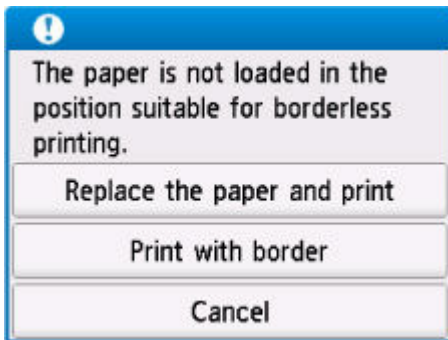 The paper is not loaded in the
position suitable for borderless
printing.
Replace the paper and print
Print with border
Cancel